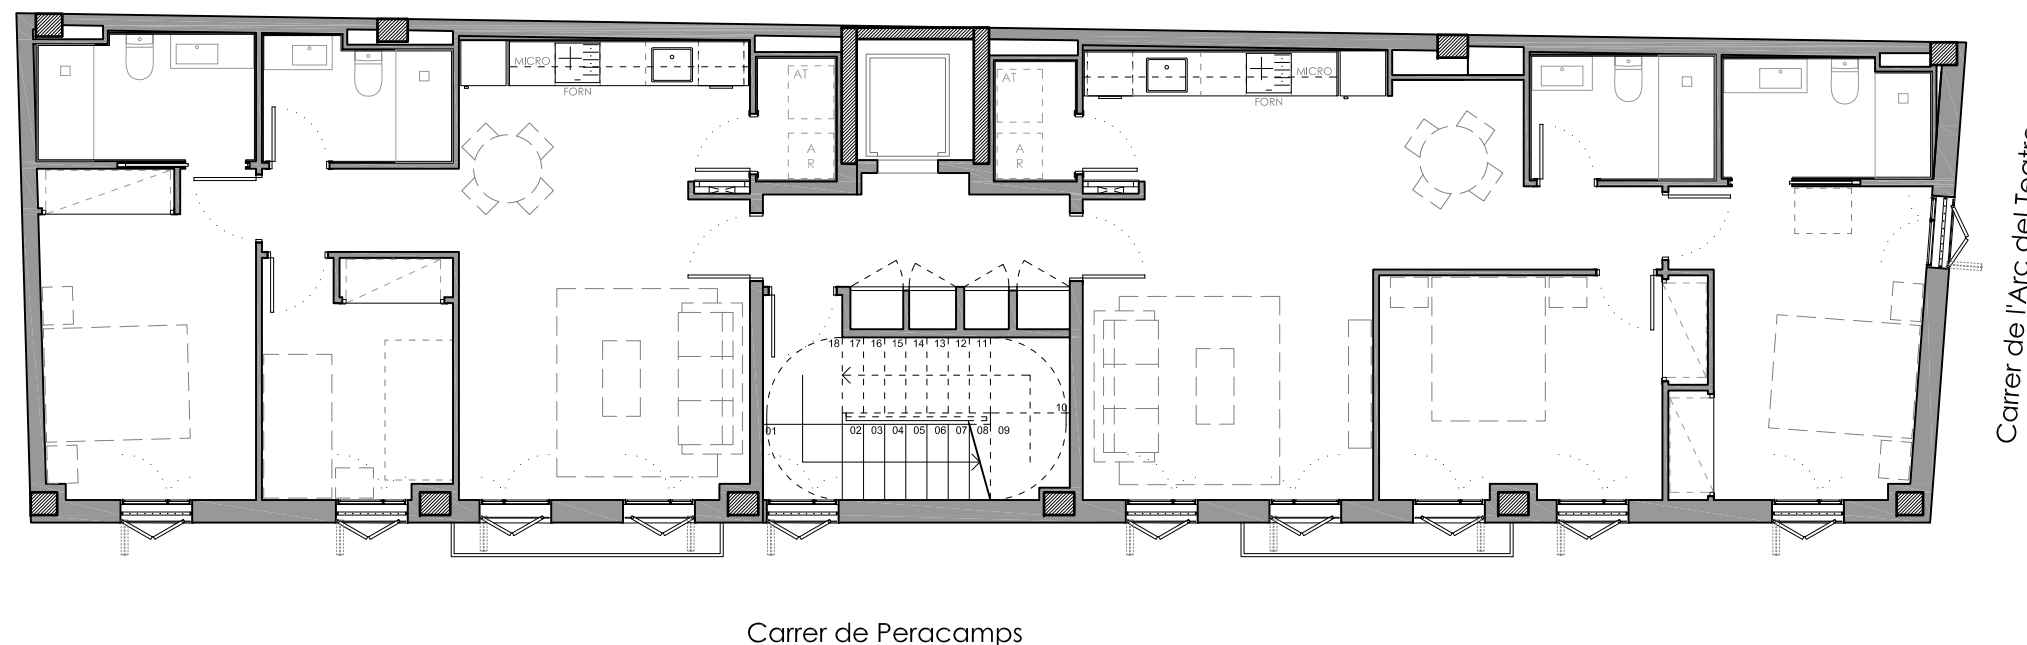 MICRO
FORN
AT
A
R
AT
A
R
MICRO
FORN
18 17 16 15 14 13 12 11
10
01 02 03 04 05 06 07 08 09
Carrer de Peracamps
Carrer de l'Arc del Teatre